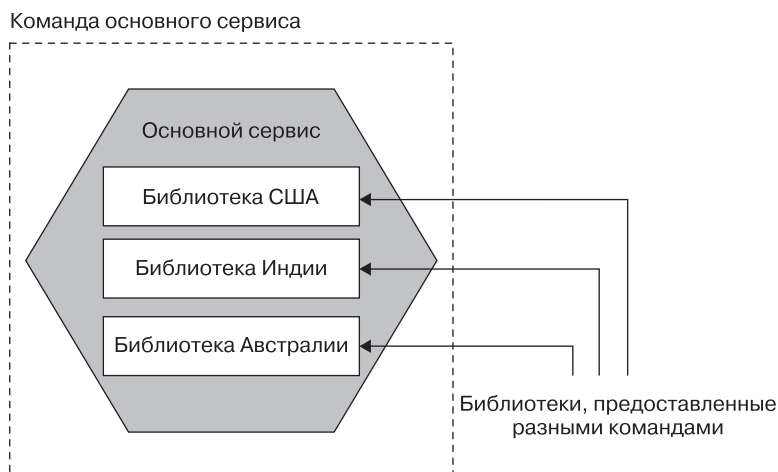 Команда основного сервиса
Основной сервис
Библиотека США
Библиотека Индии
Библиотека Австралии
Библиотеки, предоставленные
разными командами